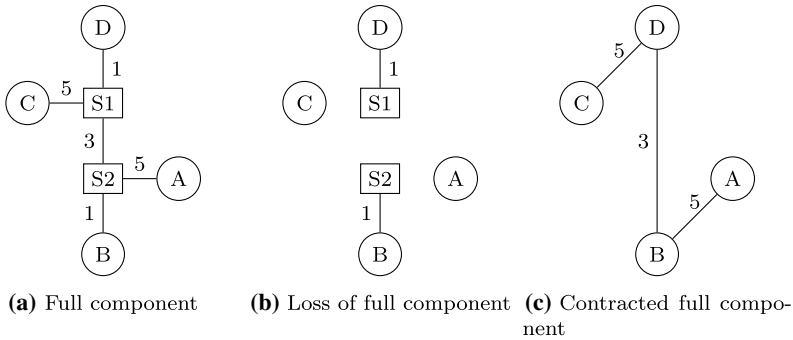 D D D
1 1 5
C 5 S1 C S1 C
3 3
S2 5 A S2 A A
1 1 5
B B B
(a) Full component (b) Loss of full component (c) Contracted full compo-
nent